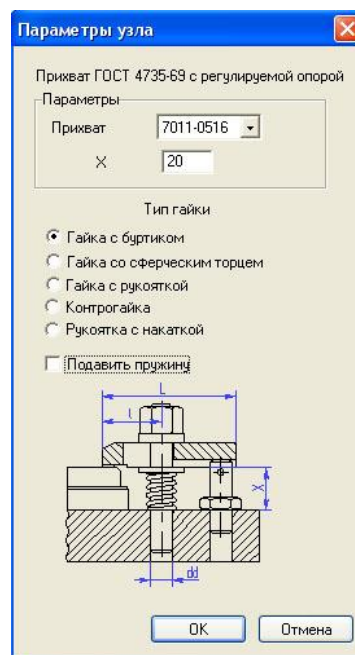 Параметры узла
Прихват ГОСТ 4735-69 с регулируемой опорой
Параметры
Прихват 7011-0516
X 20
Тип гайки
Гайка с буртиком
Гайка со сферическим торцем
Гайка с рукояткой
Контрогайка
Рукоятка с накаткой
Подавить пружину
L
l
X
dd
OK Отмена